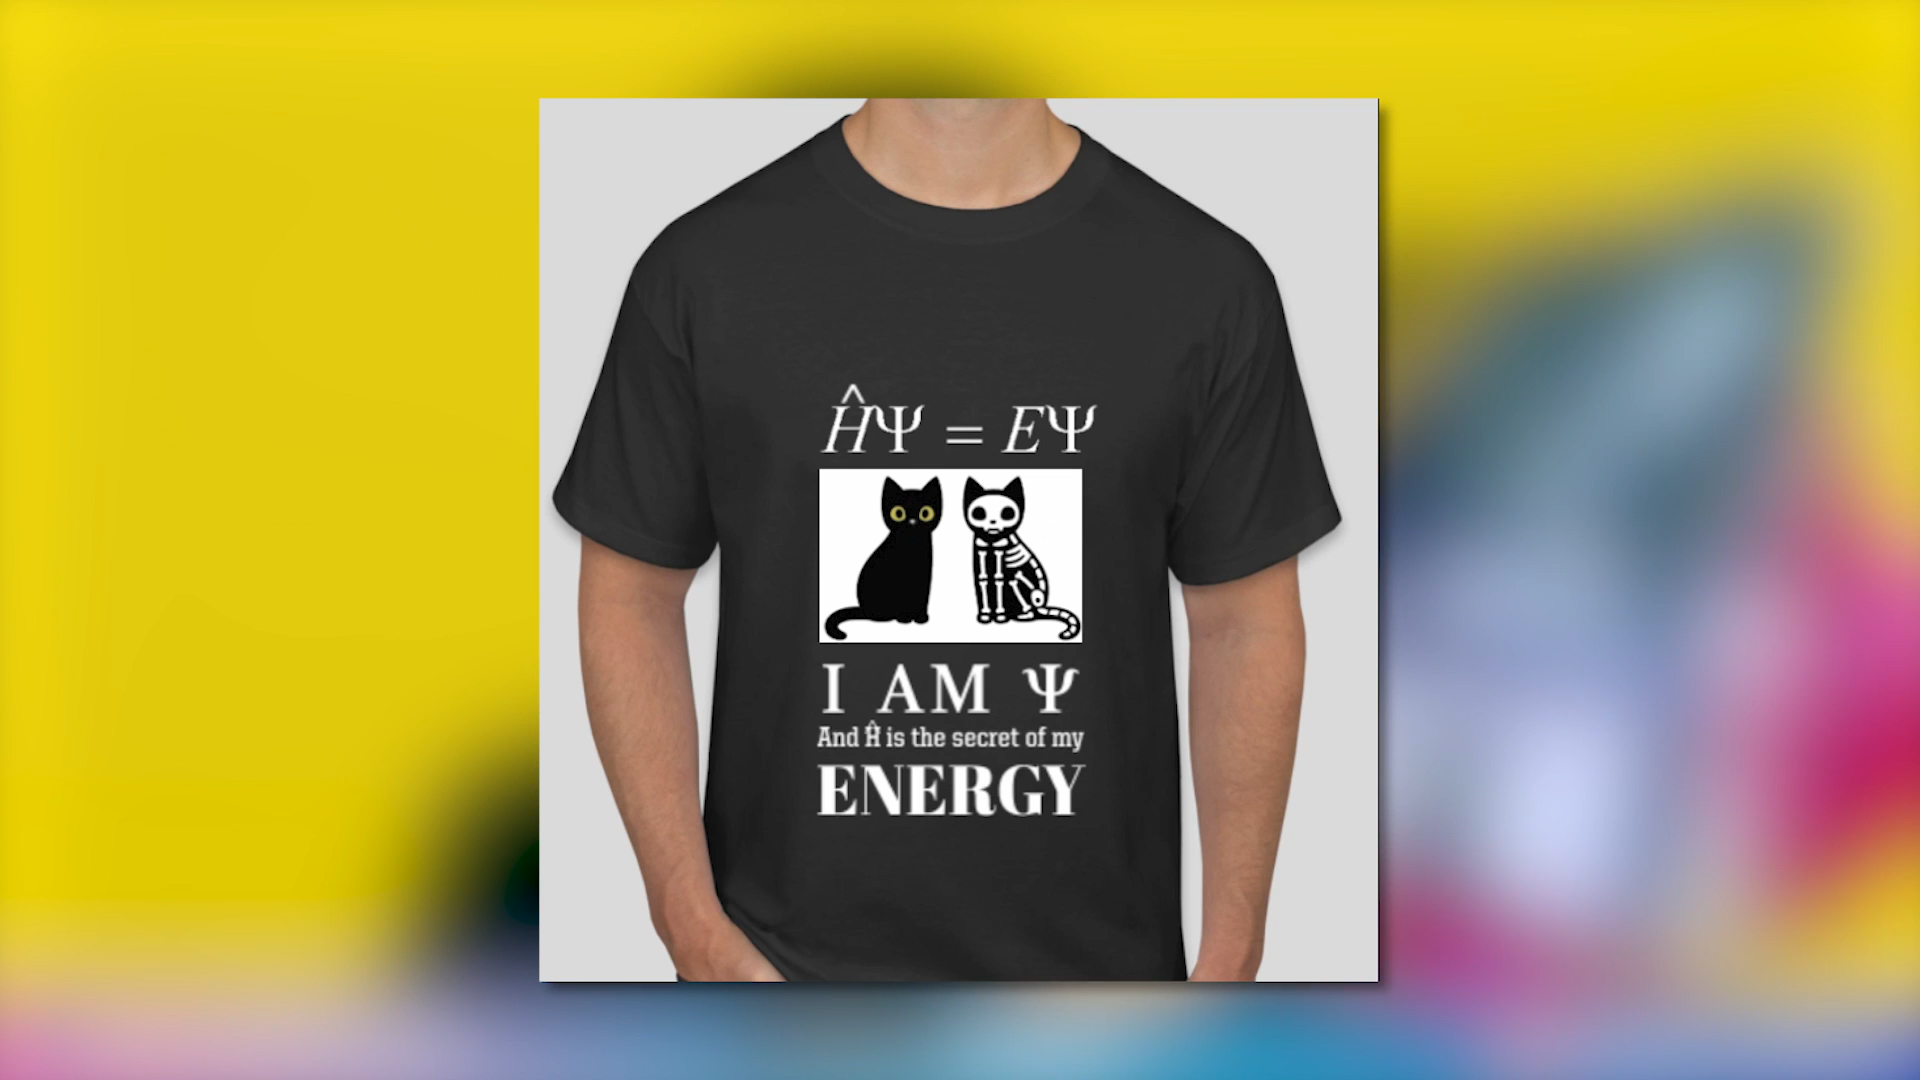 ĤΨ = EΨ
I AM Ψ
And Ĥ is the secret of my
ENERGY